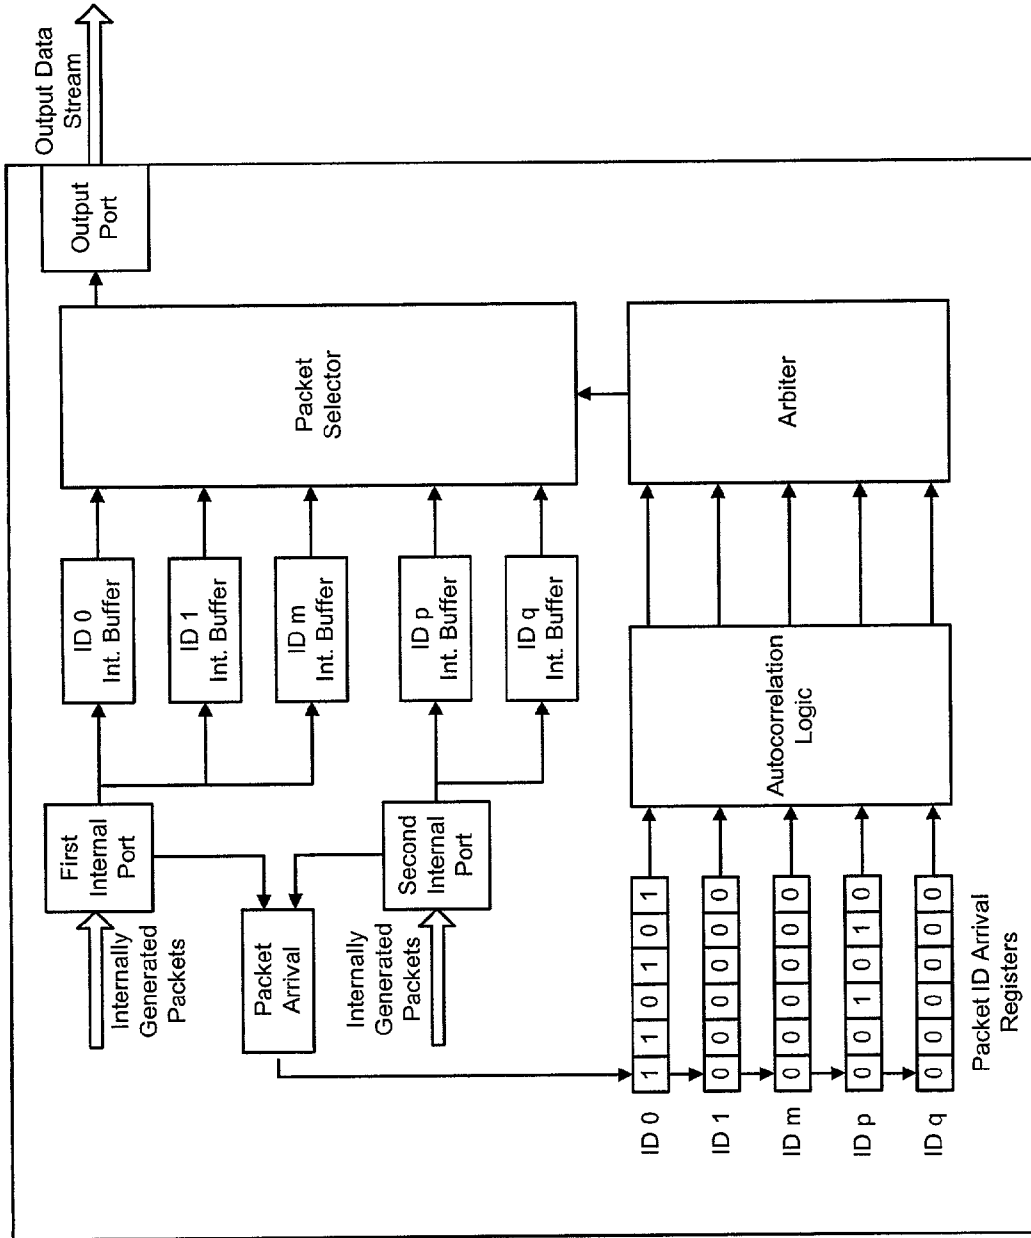 Internally
Generated
Packets
First
Internal
Port
ID 0
Int. Buffer
ID 1
Int. Buffer
ID m
Int. Buffer
Packet
Selector
Output
Port
Output Data
Stream
Packet
Arrival
Internally
Generated
Packets
Second
Internal
Port
ID p
Int. Buffer
ID q
Int. Buffer
ID 0 1 1 0 1 0 1
ID 1 0 0 0 0 0 0
ID m 0 0 0 0 0 0
ID p 0 0 1 0 1 0
ID q 0 0 0 0 0 0
Packet ID Arrival
Registers
Autocorrelation
Logic
Arbiter